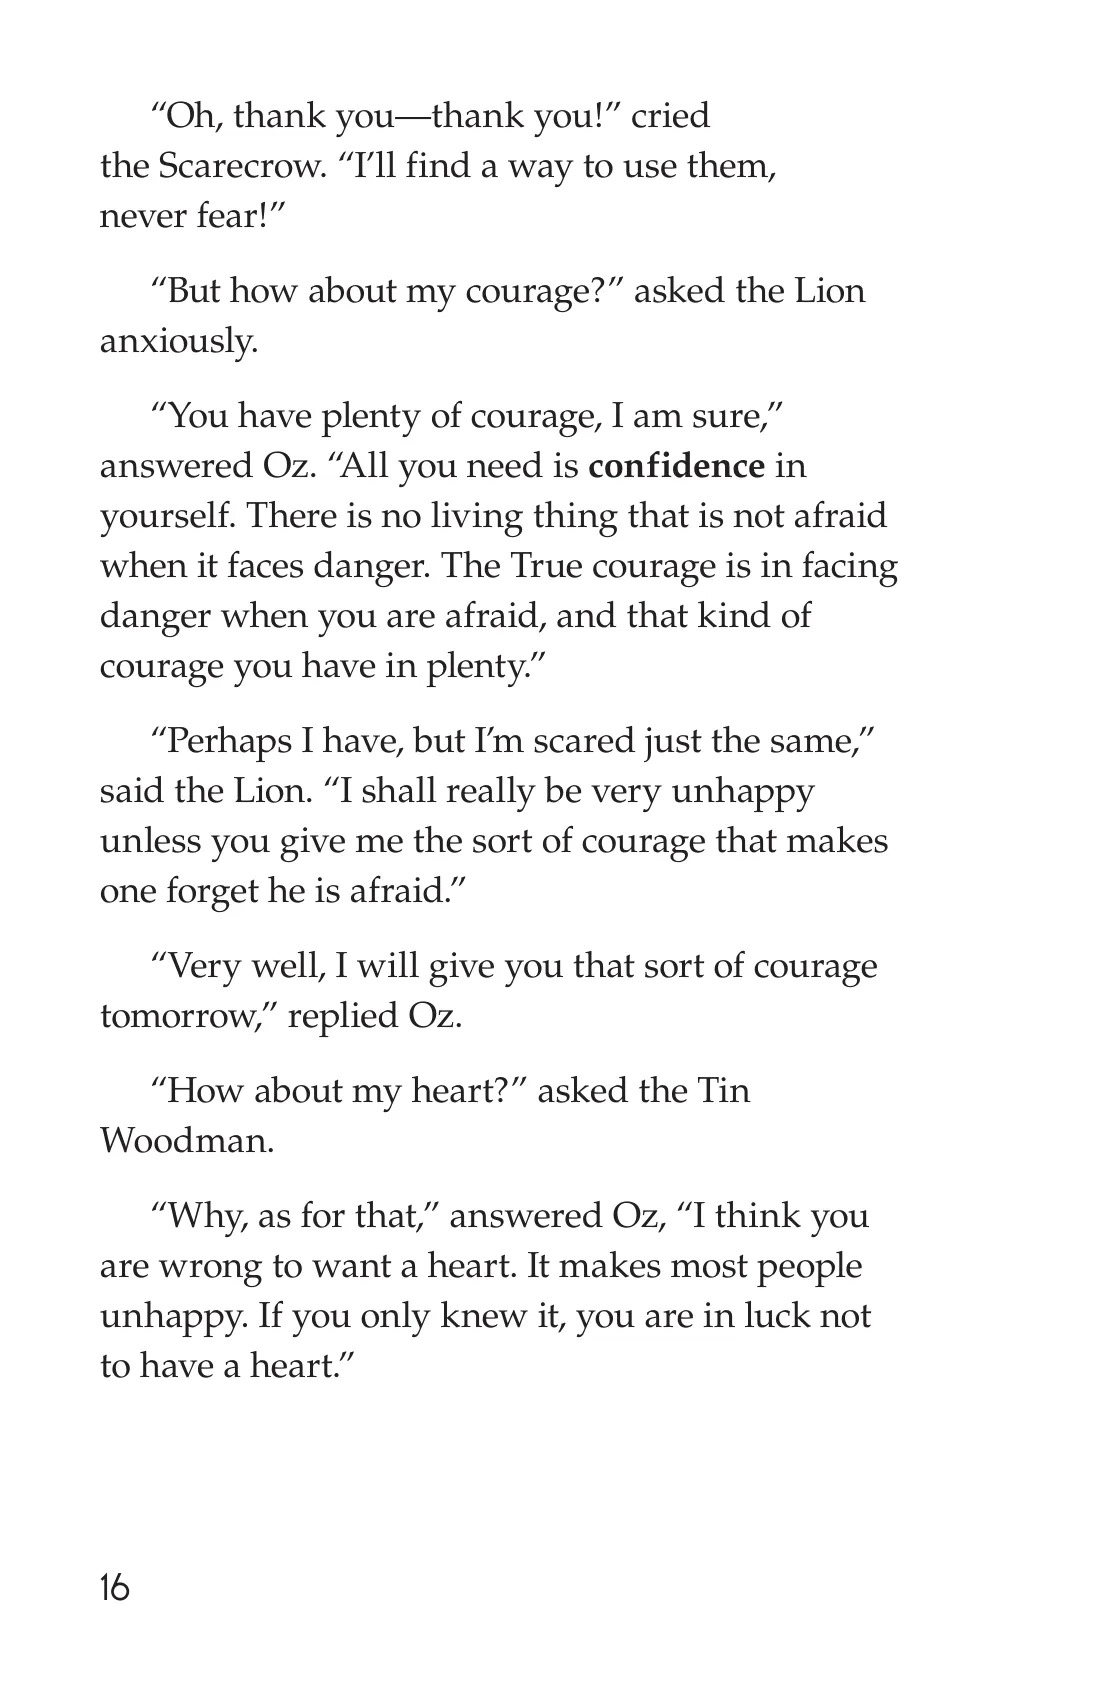 “Oh, thank you—thank you!” cried
the Scarecrow. “I’ll find a way to use them,
never fear!”
“But how about my courage?” asked the Lion
anxiously.
“You have plenty of courage, I am sure,”
answered Oz. “All you need is confidence in
yourself. There is no living thing that is not afraid
when it faces danger. The True courage is in facing
danger when you are afraid, and that kind of
courage you have in plenty.”
“Perhaps I have, but I’m scared just the same,”
said the Lion. “I shall really be very unhappy
unless you give me the sort of courage that makes
one forget he is afraid.”
“Very well, I will give you that sort of courage
tomorrow,” replied Oz.
“How about my heart?” asked the Tin
Woodman.
“Why, as for that,” answered Oz, “I think you
are wrong to want a heart. It makes most people
unhappy. If you only knew it, you are in luck not
to have a heart.”
16